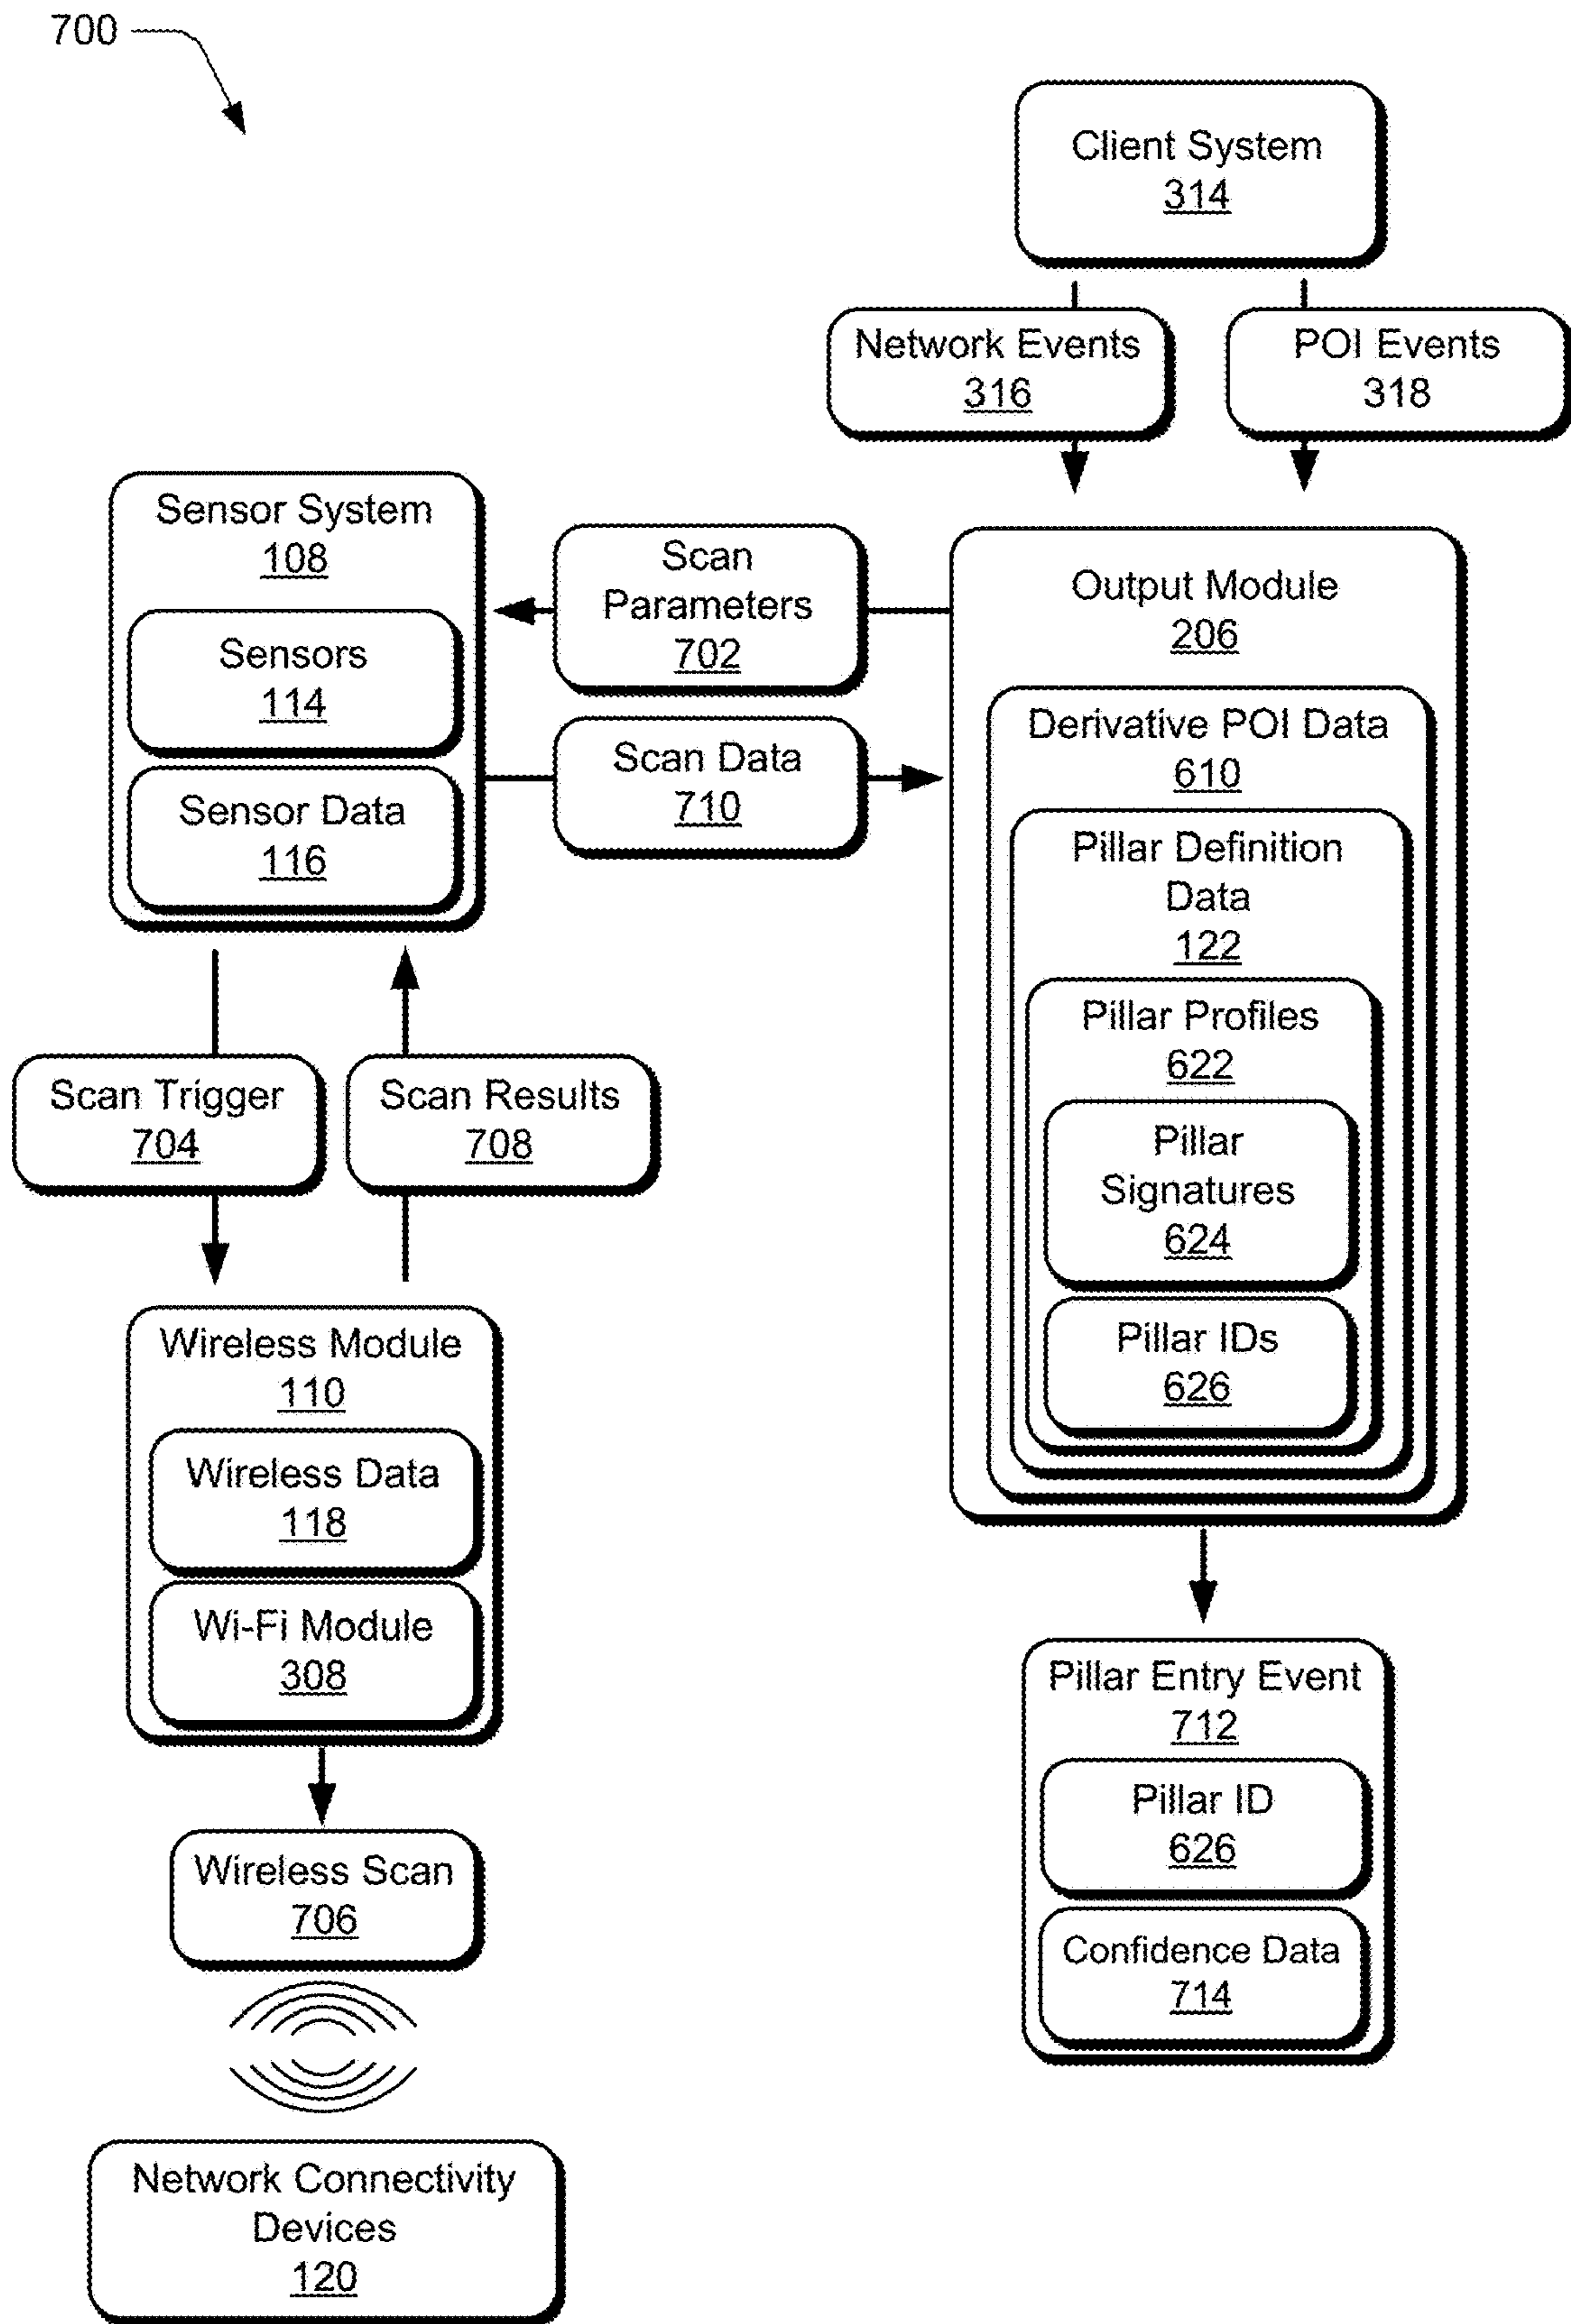 700
Client System
314
Network Events
316
POI Events
318
Sensor System
108
Sensors
114
Sensor Data
116
Scan
Parameters
702
Scan Data
710
Output Module
206
Derivative POI Data
610
Pillar Definition
Data
122
Pillar Profiles
622
Pillar
Signatures
624
Pillar IDs
626
Scan Trigger
704
Scan Results
708
Wireless Module
110
Wireless Data
118
Wi-Fi Module
308
Wireless Scan
706
Network Connectivity
Devices
120
Pillar Entry Event
712
Pillar ID
626
Confidence Data
714